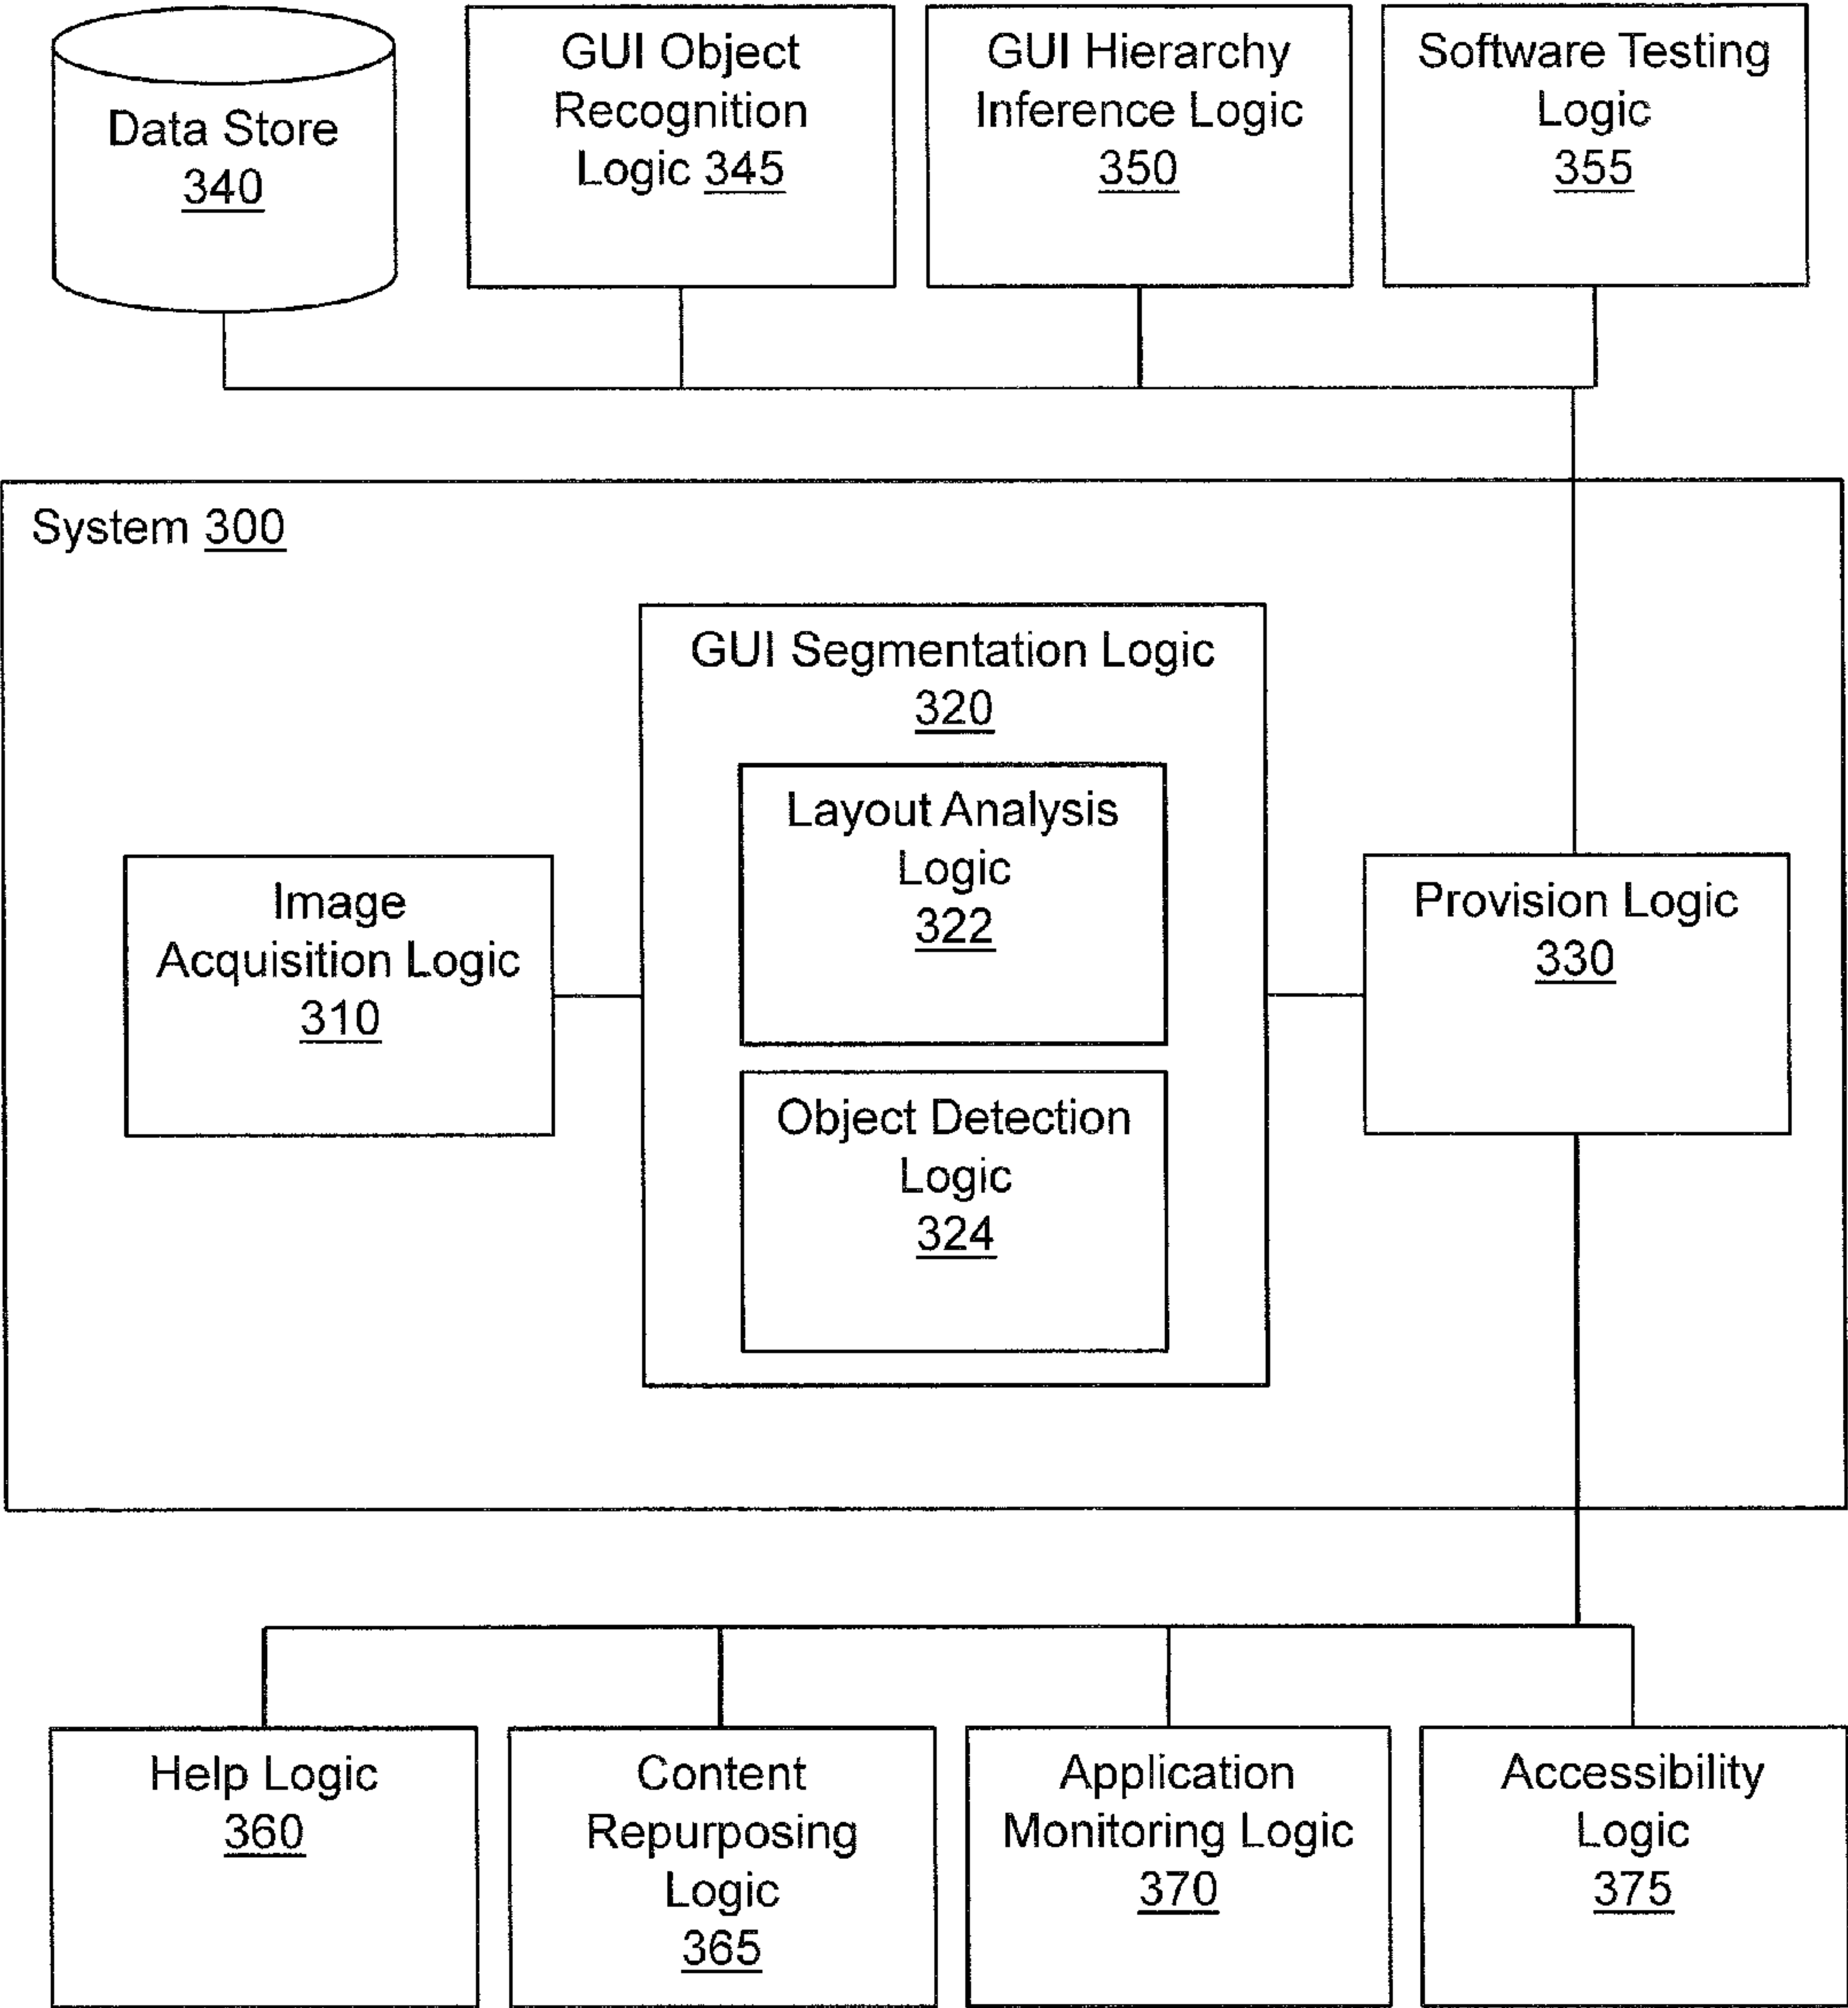 Data Store
340
GUI Object
Recognition
Logic 345
GUI Hierarchy
Inference Logic
350
Software Testing
Logic
355
System 300
GUI Segmentation Logic
320
Layout Analysis
Logic
322
Object Detection
Logic
324
Image
Acquisition Logic
310
Provision Logic
330
Help Logic
360
Content
Repurposing
Logic
365
Application
Monitoring Logic
370
Accessibility
Logic
375